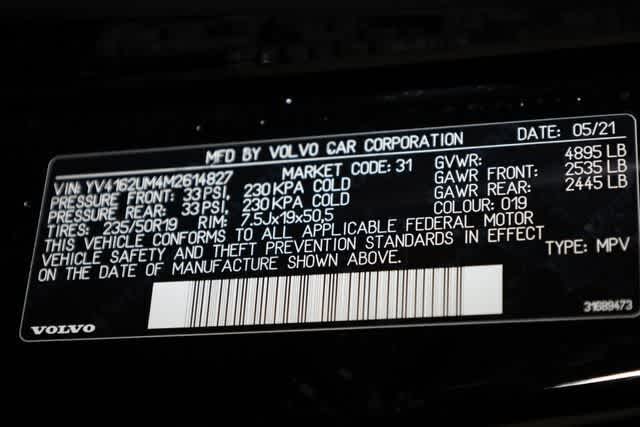 MFD BY VOLVO CAR CORPORATION DATE: 05/21
VIN: YV4162UM4M2614827 MARKET CODE: 31 GVWR: 4895 LB
PRESSURE FRONT: 33 PSI, 230 KPA COLD GAWR FRONT: 2535 LB
PRESSURE REAR: 33 PSI, 230 KPA COLD GAWR REAR: 2445 LB
TIRES: 235/50R19 RIM: 7,5Jx19x50,5 COLOUR: 019
THIS VEHICLE CONFORMS TO ALL APPLICABLE FEDERAL MOTOR
VEHICLE SAFETY AND THEFT PREVENTION STANDARDS IN EFFECT
ON THE DATE OF MANUFACTURE SHOWN ABOVE. TYPE: MPV
VOLVO 31689473